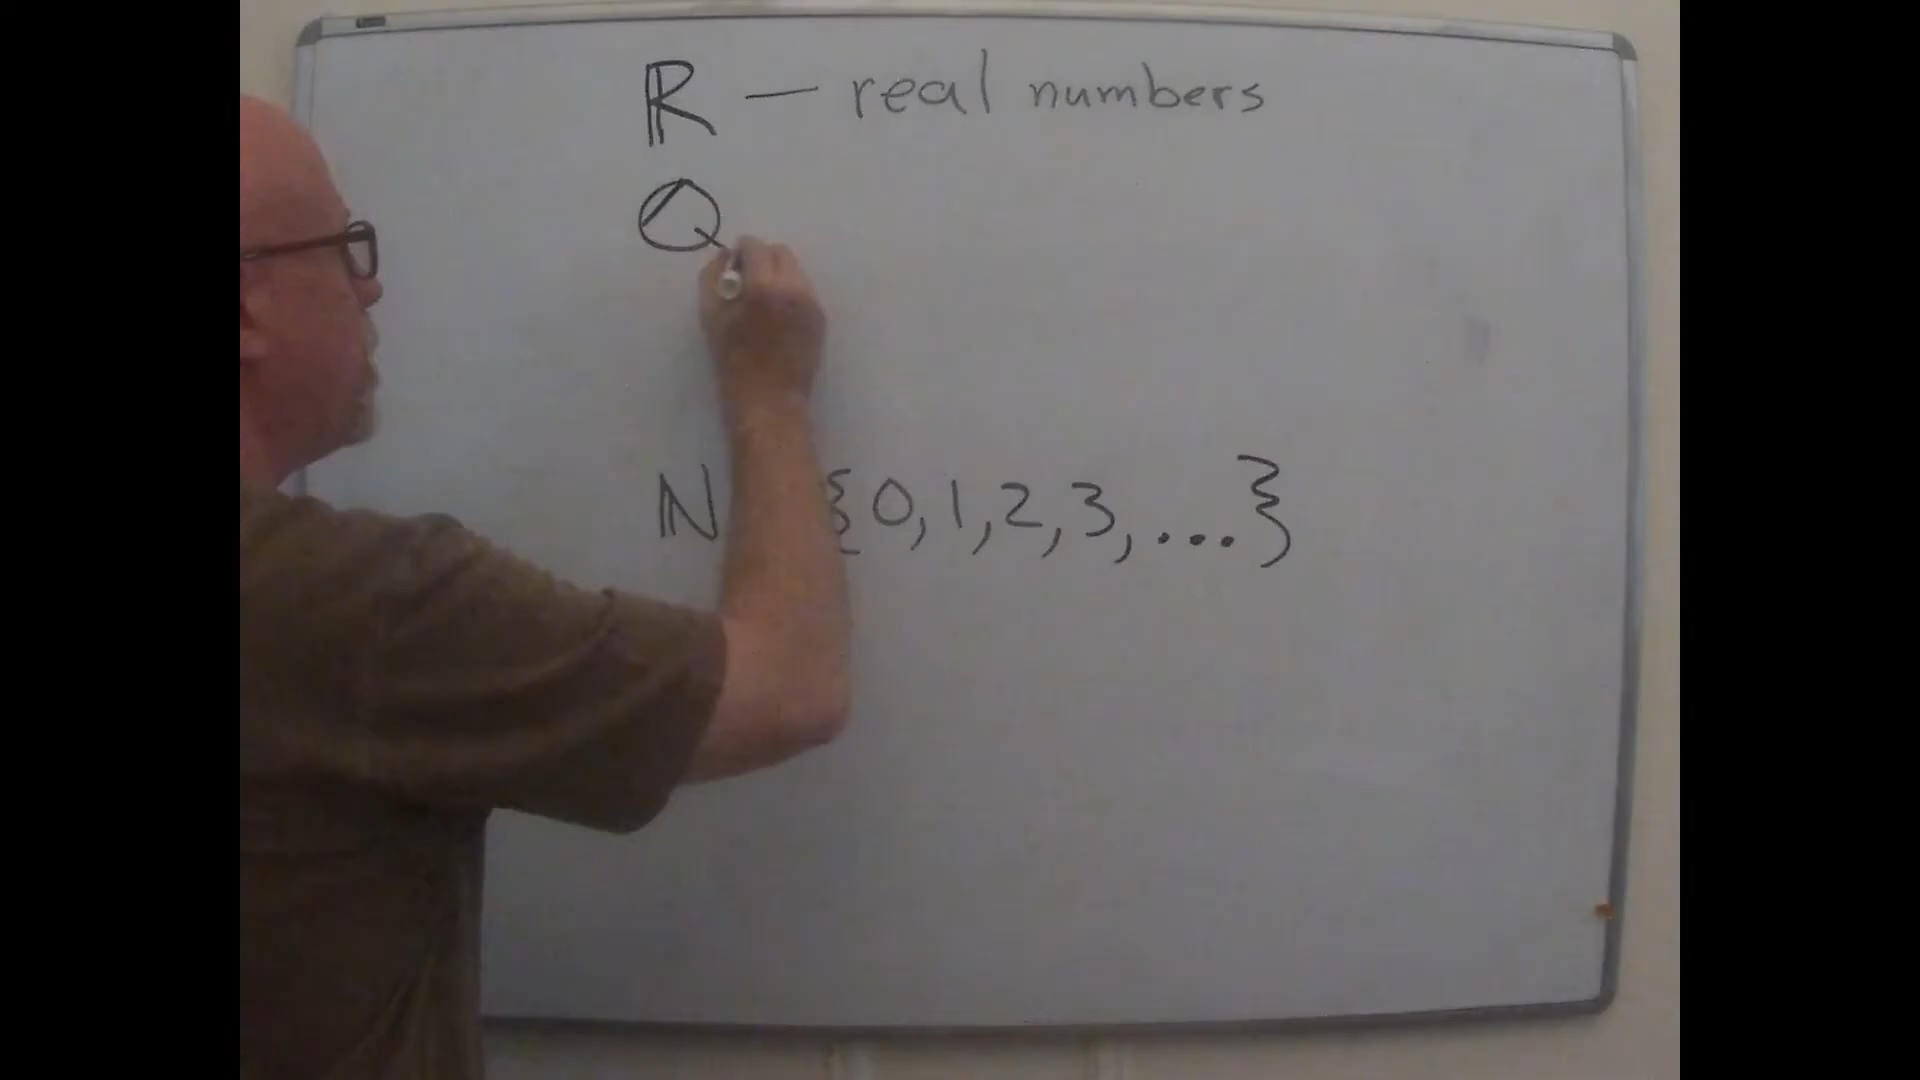 ℝ — real numbers
ℚ
ℕ {0, 1, 2, 3, ...}